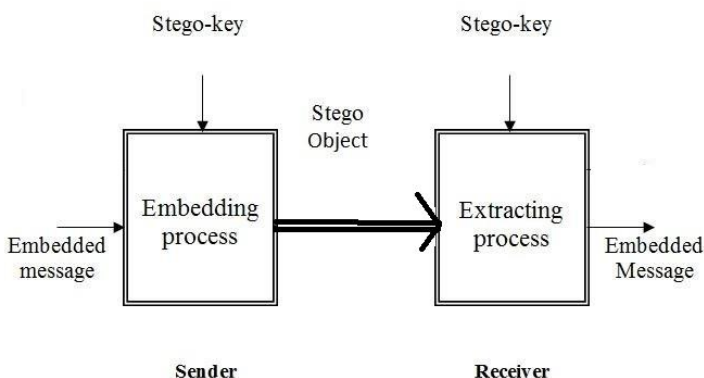 Stego-key
Stego-key
Stego
Object
Embedding
process
Extracting
process
Embedded
message
Embedded
Message
Sender
Receiver